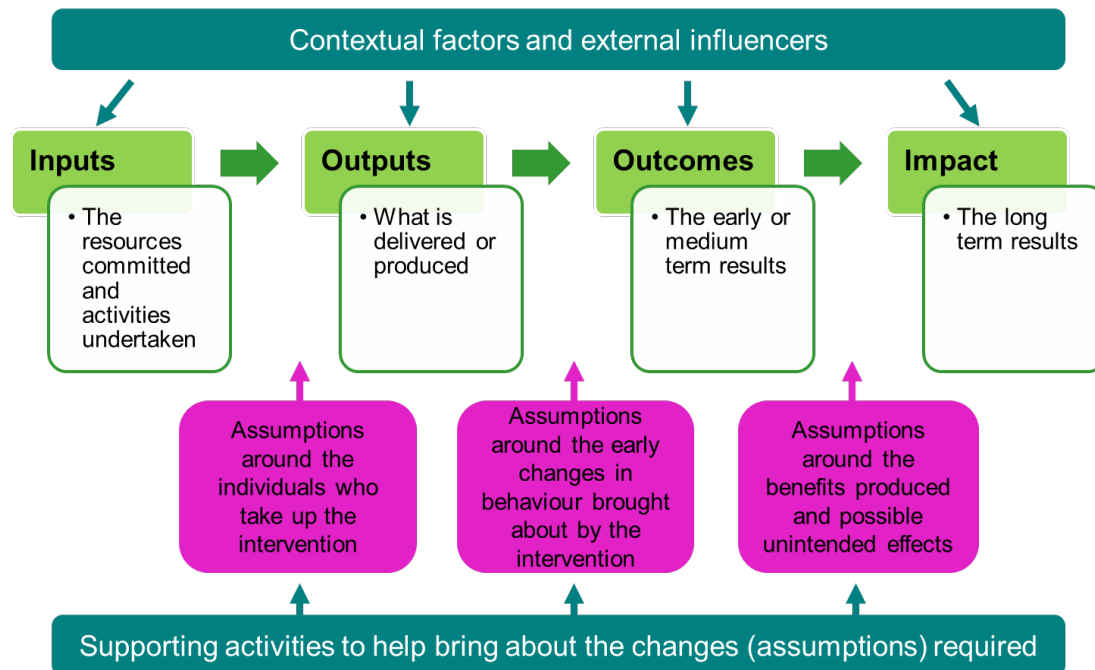 Contextual factors and external influencers
Inputs
• The
resources
committed
and
activities
undertaken
Outputs
• What is
delivered or
produced
Outcomes
• The early or
medium
term results
Impact
• The long
term results
Assumptions
around the
individuals who
take up the
intervention
Assumptions
around the early
changes in
behaviour brought
about by the
intervention
Assumptions
around the
benefits produced
and possible
unintended effects
Supporting activities to help bring about the changes (assumptions) required